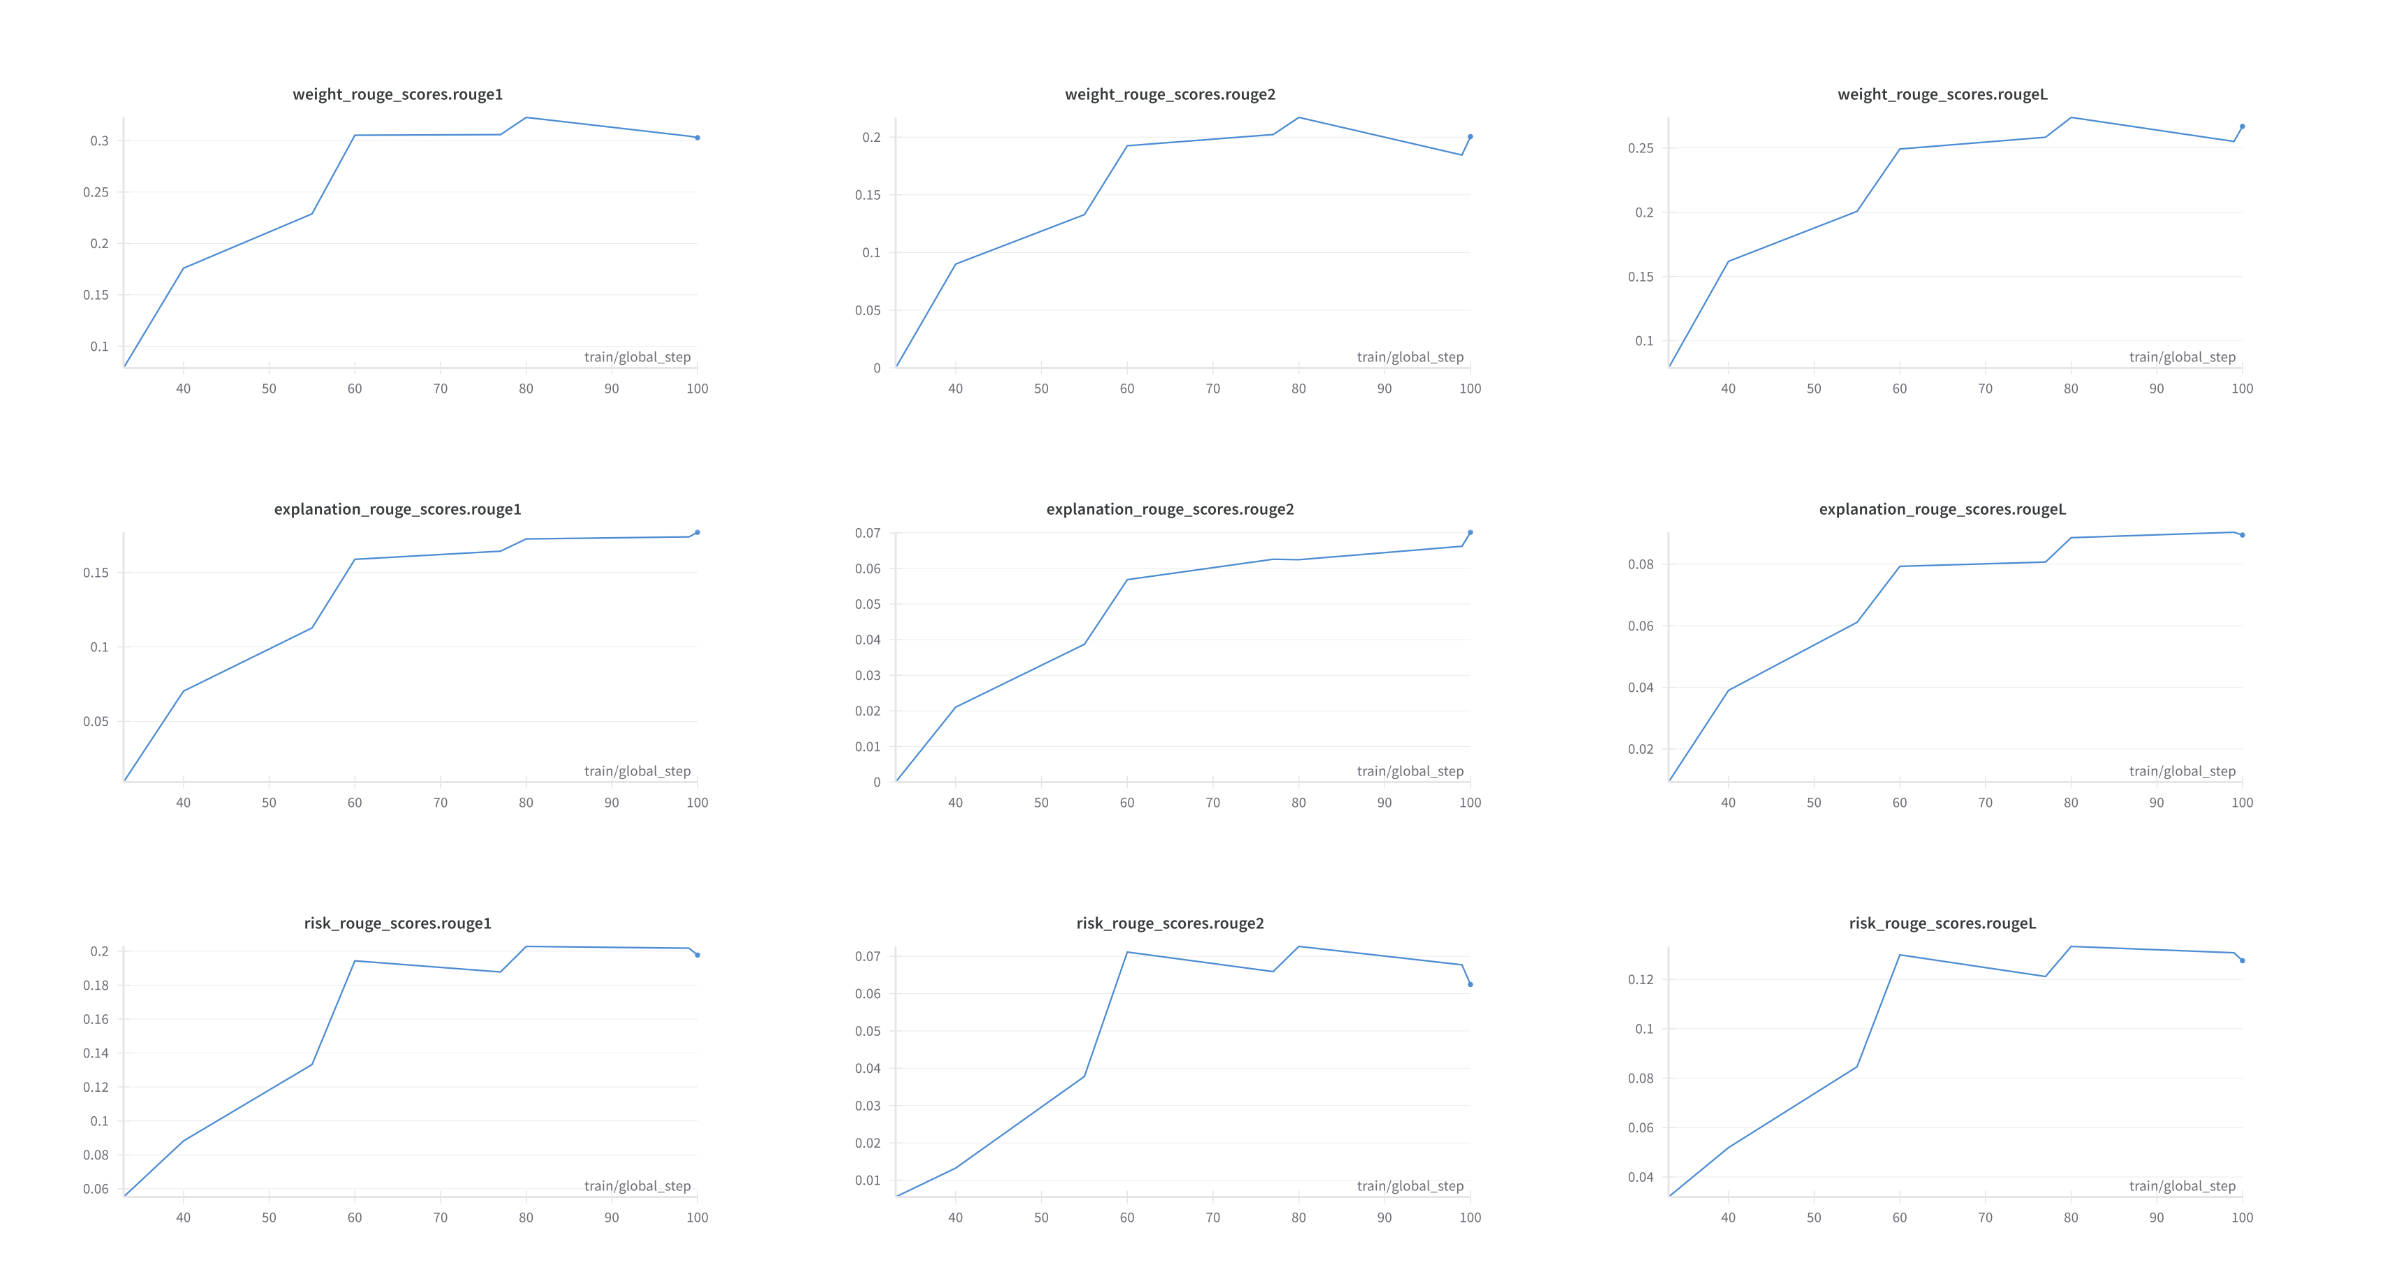 weight_rouge_scores.rouge1
0.3
0.25
0.2
0.15
0.1
train/global_step
40 50 60 70 80 90 100
weight_rouge_scores.rouge2
0.2
0.15
0.1
0.05
0
train/global_step
40 50 60 70 80 90 100
weight_rouge_scores.rougeL
0.25
0.2
0.15
0.1
train/global_step
40 50 60 70 80 90 100
explanation_rouge_scores.rouge1
0.15
0.1
0.05
train/global_step
40 50 60 70 80 90 100
explanation_rouge_scores.rouge2
0.07
0.06
0.05
0.04
0.03
0.02
0.01
0
train/global_step
40 50 60 70 80 90 100
explanation_rouge_scores.rougeL
0.08
0.06
0.04
0.02
train/global_step
40 50 60 70 80 90 100
risk_rouge_scores.rouge1
0.2
0.18
0.16
0.14
0.12
0.1
0.08
0.06
train/global_step
40 50 60 70 80 90 100
risk_rouge_scores.rouge2
0.07
0.06
0.05
0.04
0.03
0.02
0.01
train/global_step
40 50 60 70 80 90 100
risk_rouge_scores.rougeL
0.12
0.1
0.08
0.06
0.04
train/global_step
40 50 60 70 80 90 100